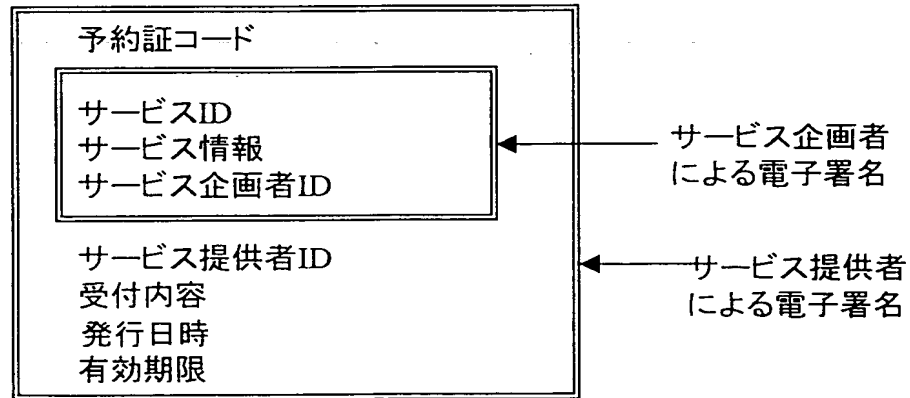 予約証コード
サービスID
サービス情報
サービス企画者ID
サービス企画者
による電子署名
サービス提供者ID
受付内容
発行日時
有効期限
サービス提供者
による電子署名